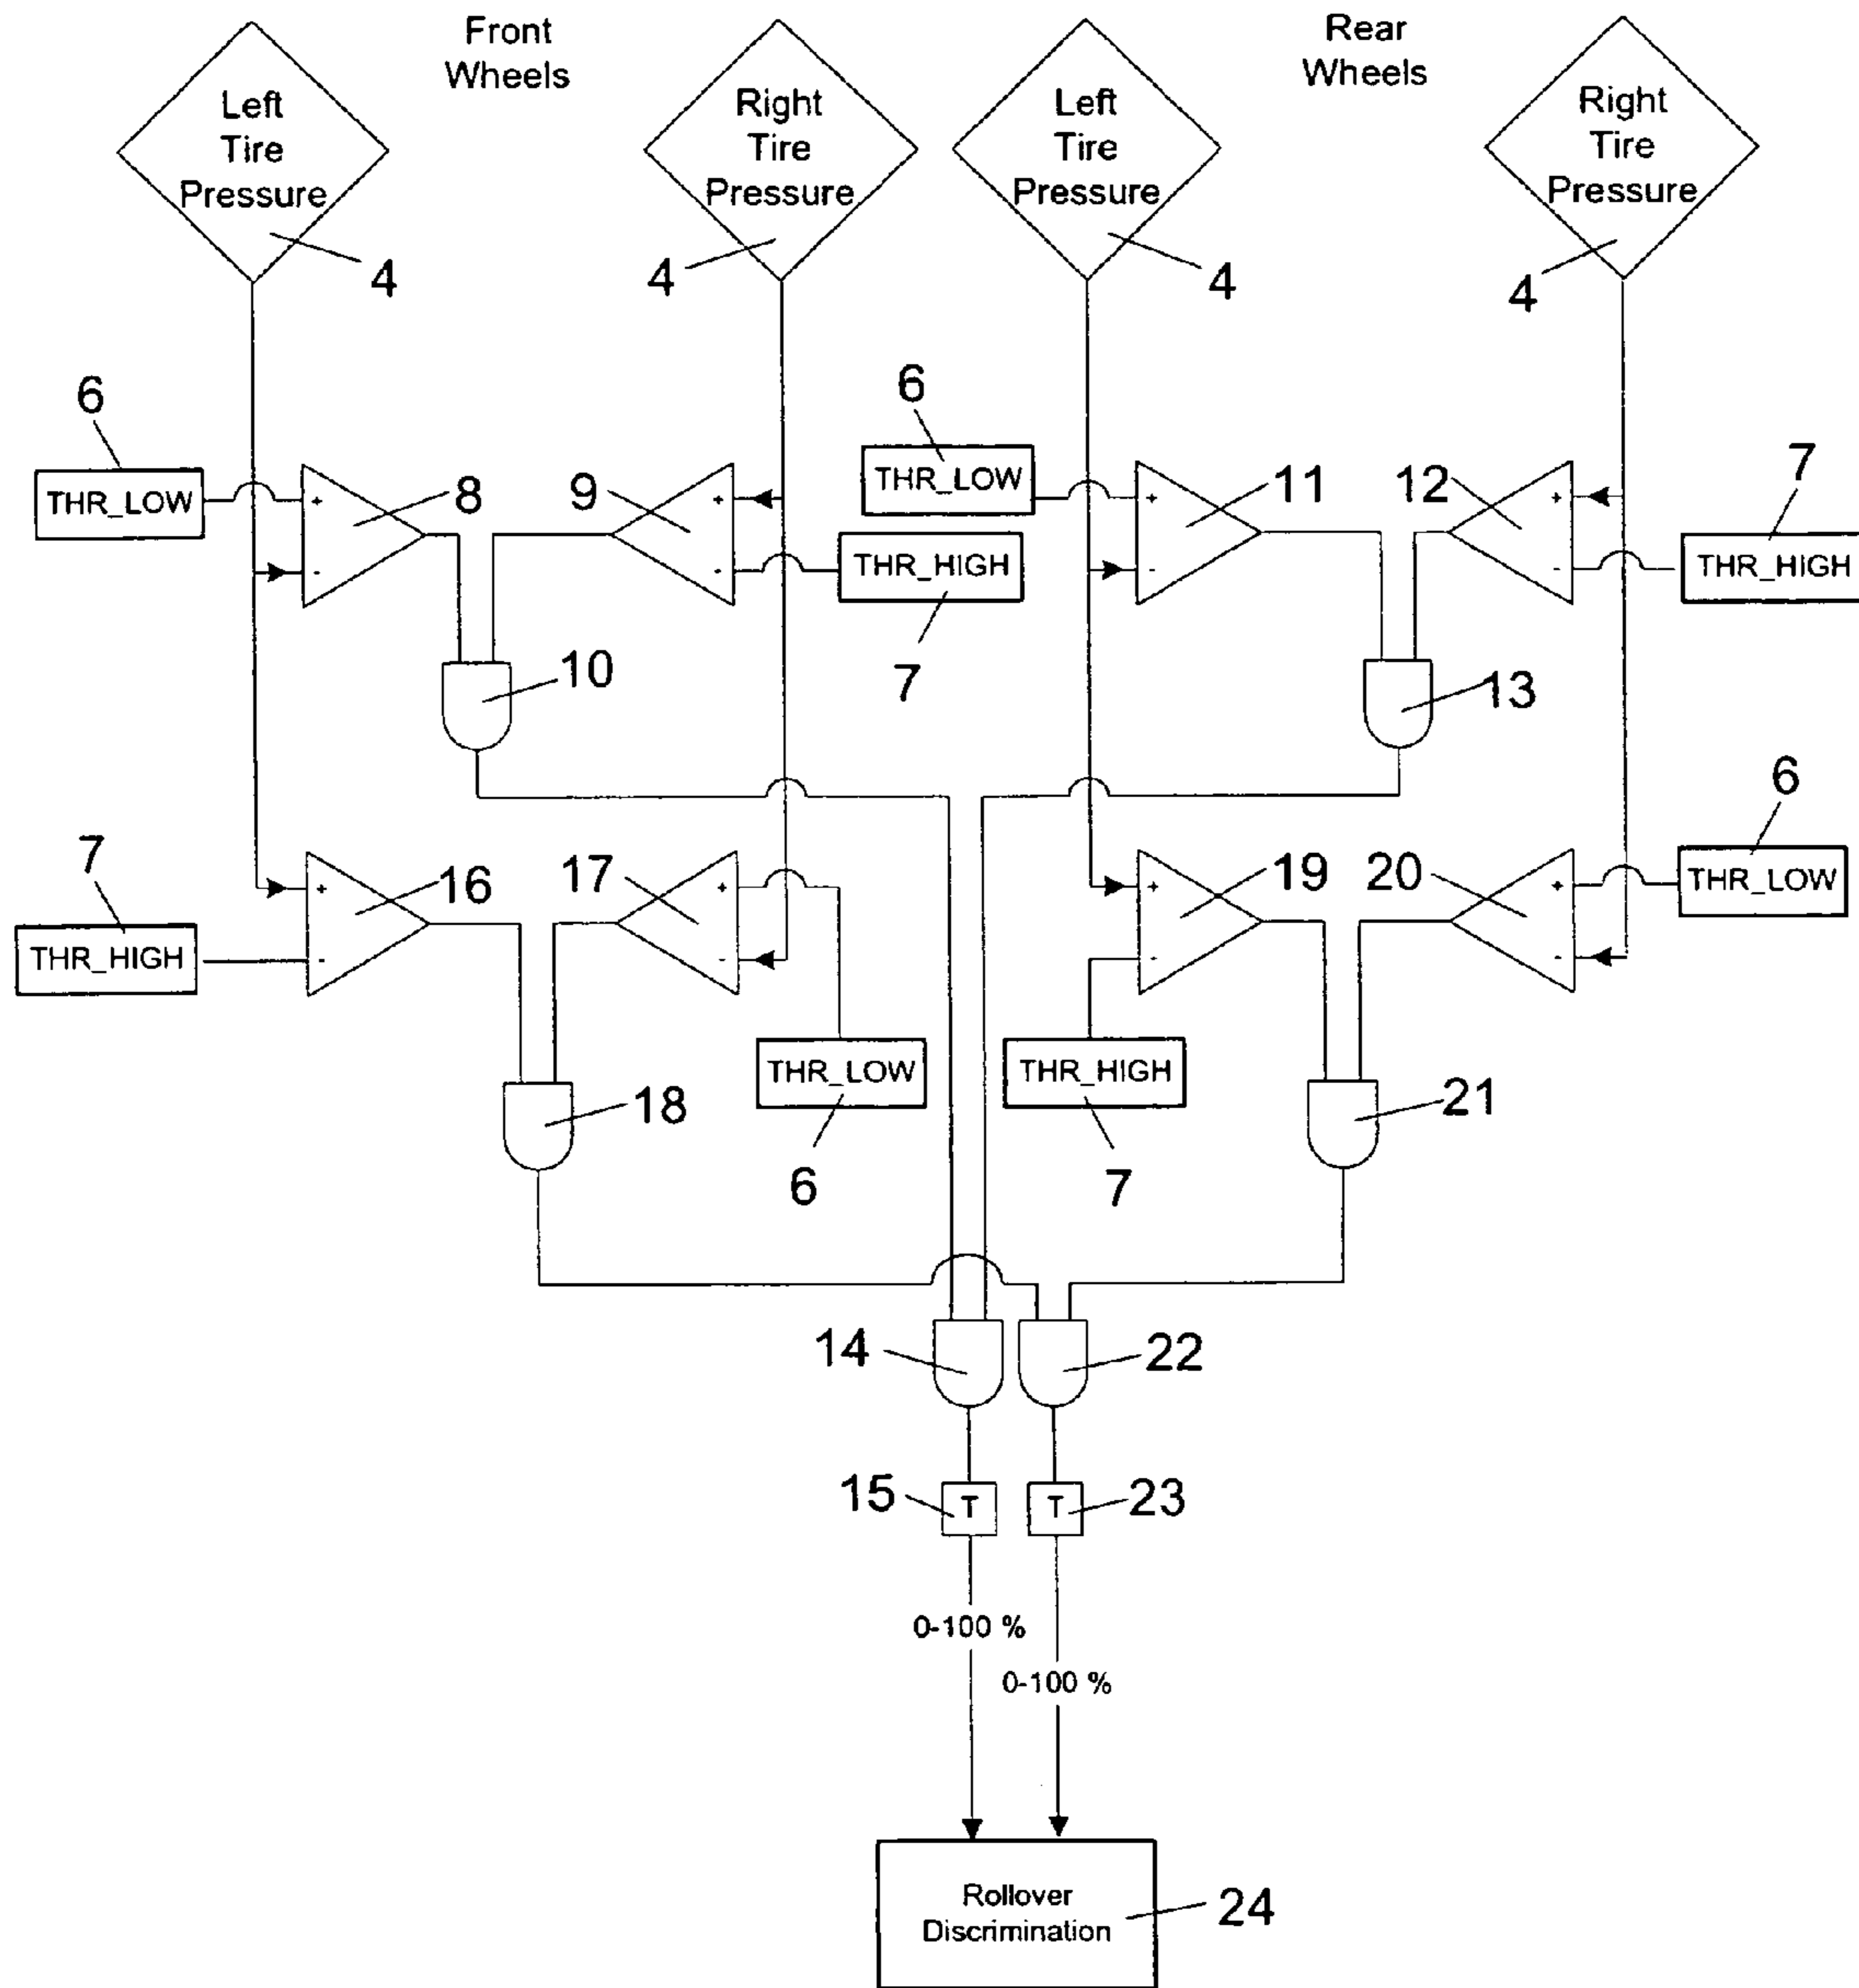 Front
Wheels
Rear
Wheels
Left
Tire
Pressure
Right
Tire
Pressure
Left
Tire
Pressure
Right
Tire
Pressure
4
4
4
4
6
6
7
THR_LOW
+
-
8
9
+
-
THR_HIGH
7
THR_LOW
+
-
11
12
+
-
THR_HIGH
10
13
6
7
THR_HIGH
+
-
16
17
+
-
THR_LOW
6
+
-
19
20
+
-
THR_LOW
THR_HIGH
7
18
21
14
22
15
T
T
23
0-100 %
0-100 %
Rollover
Discrimination
24